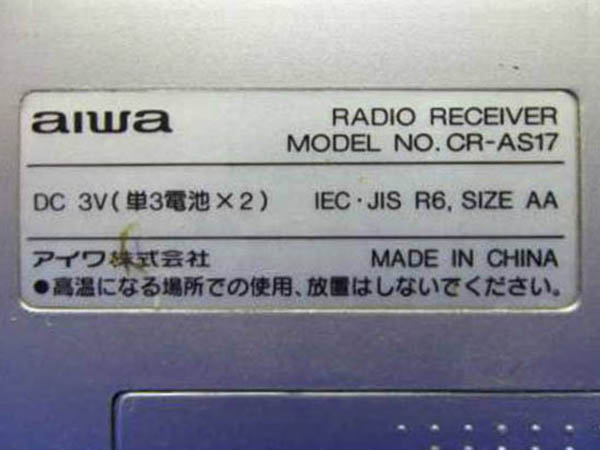 aiwa
RADIO RECEIVER
MODEL NO. CR-AS17
DC 3V(単3電池×2) IEC・JIS R6, SIZE AA
アイワ株式会社 MADE IN CHINA
●高温になる場所での使用、放置はしないでください。